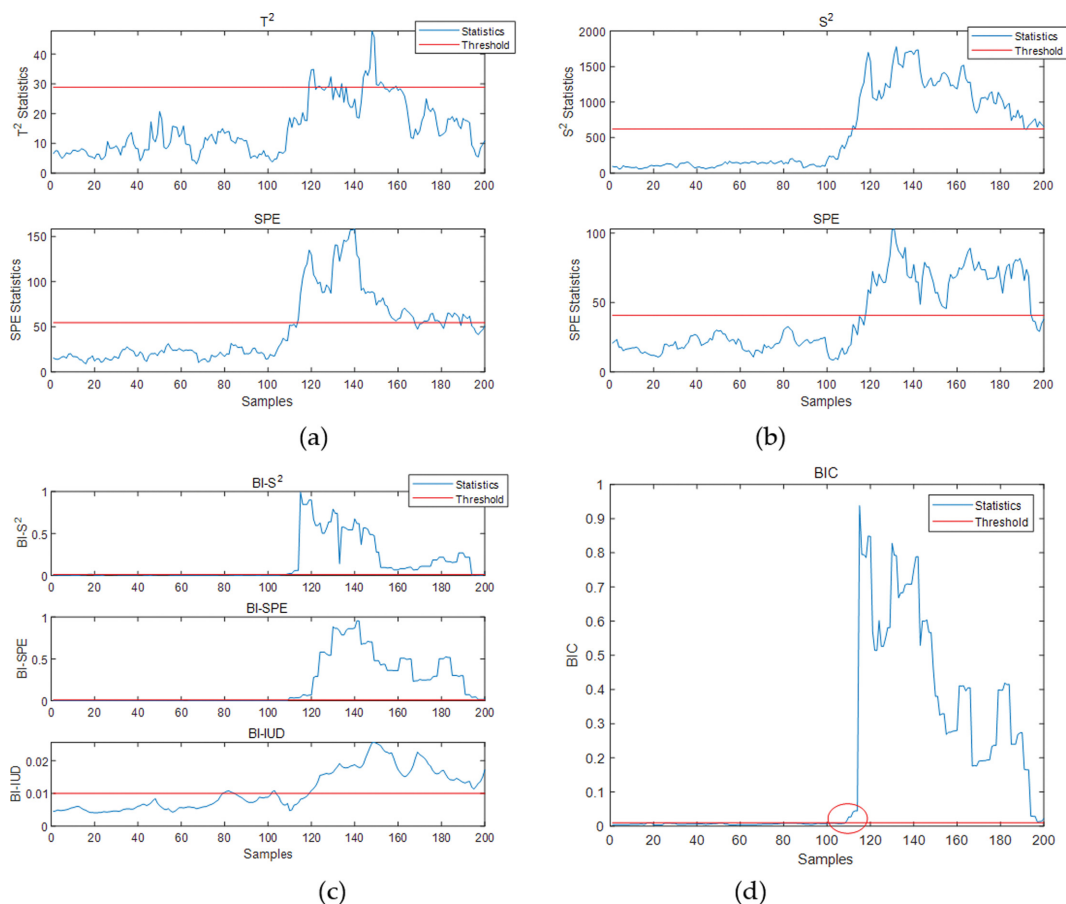 T²
Statistics
Threshold
T² Statistics
40
30
20
10
0
0 20 40 60 80 100 120 140 160 180 200
SPE
SPE Statistics
150
100
50
0
0 20 40 60 80 100 120 140 160 180 200
Samples
(a)
S²
Statistics
Threshold
S² Statistics
2000
1500
1000
500
0
0 20 40 60 80 100 120 140 160 180 200
SPE
SPE Statistics
100
50
0
0 20 40 60 80 100 120 140 160 180 200
Samples
(b)
BI-S²
Statistics
Threshold
BI-S²
1
0.5
0
0 20 40 60 80 100 120 140 160 180 200
BI-SPE
BI-SPE
1
0.5
0
0 20 40 60 80 100 120 140 160 180 200
BI-IUD
BI-IUD
0.02
0.01
0
0 20 40 60 80 100 120 140 160 180 200
Samples
(c)
BIC
Statistics
Threshold
BIC
1
0.9
0.8
0.7
0.6
0.5
0.4
0.3
0.2
0.1
0
0 20 40 60 80 100 120 140 160 180 200
Samples
(d)